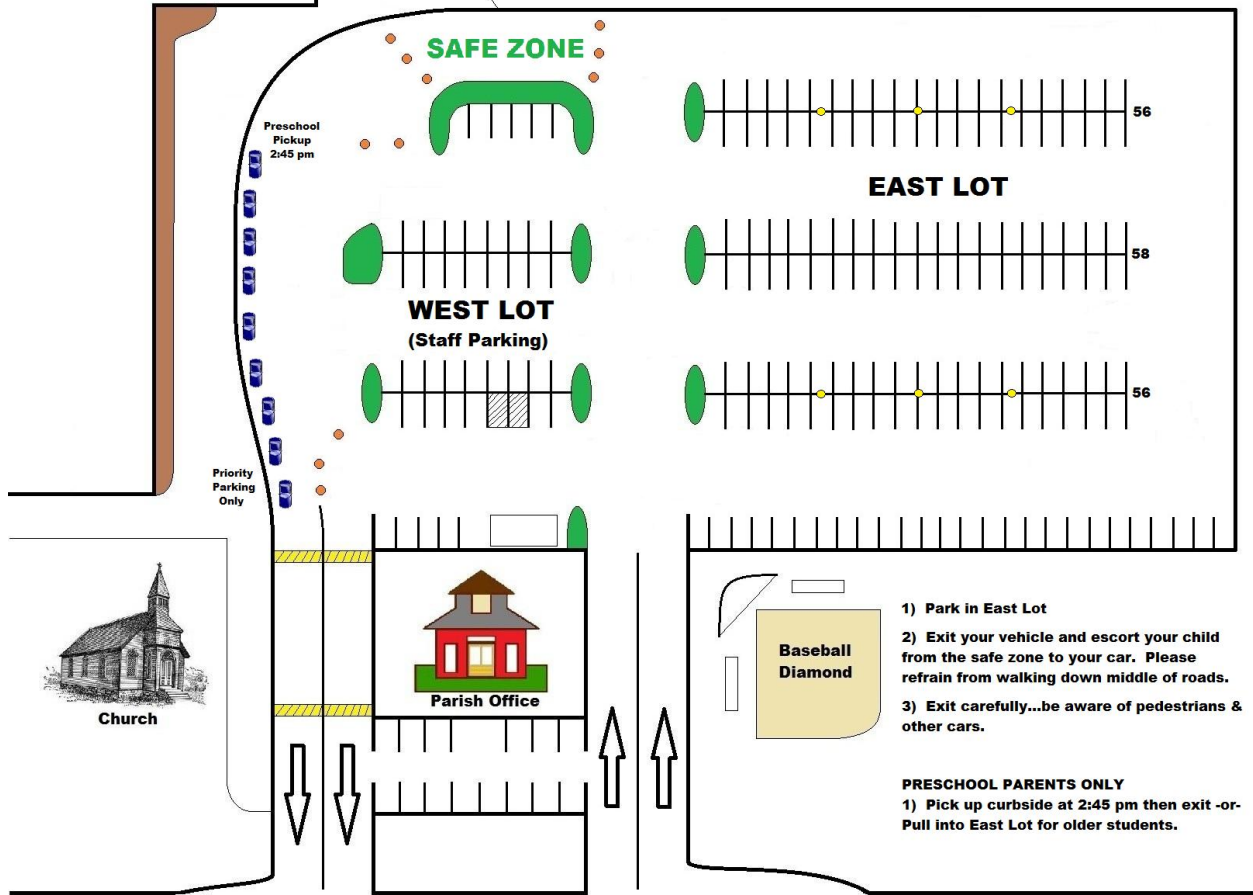 SAFE ZONE
Preschool
Pickup
2:45 pm
56
EAST LOT
58
WEST LOT
(Staff Parking)
56
Priority
Parking
Only
Church
Parish Office
Baseball
Diamond
1) Park in East Lot
2) Exit your vehicle and escort your child
from the safe zone to your car. Please
refrain from walking down middle of roads.
3) Exit carefully...be aware of pedestrians &
other cars.
PRESCHOOL PARENTS ONLY
1) Pick up curbside at 2:45 pm then exit -or-
Pull into East Lot for older students.